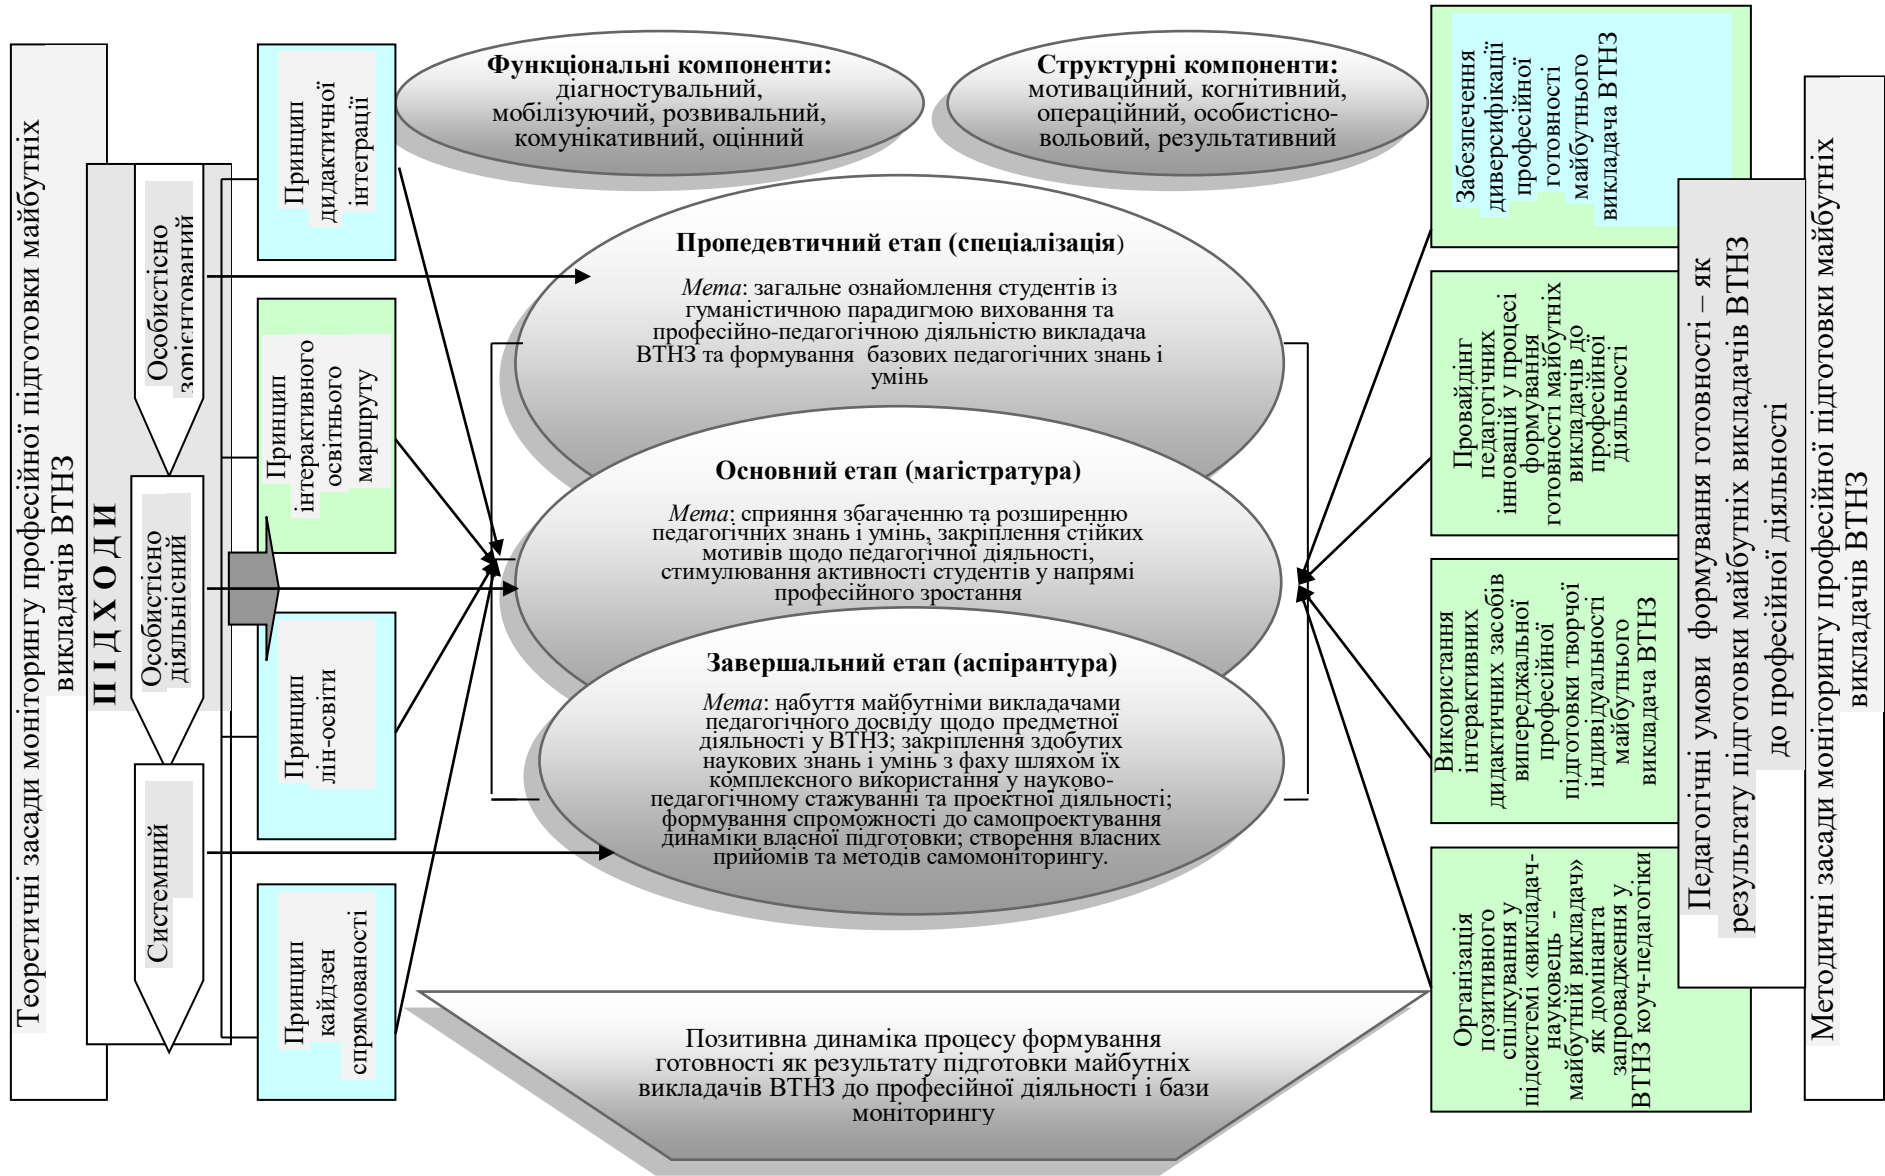 Теоретичні засади моніторингу професійної підготовки майбутніх
викладачів ВТНЗ
ПІДХОДИ
Особистісно
зорієнтований
Особистісно
діяльнісний
Системний
Принцип
дидактичної
інтеграції
Принцип
інтерактивного
освітнього
маршруту
Принцип
лін-освіти
Принцип
кайдзен
спрямованості
Функціональні компоненти:
діагностувальний,
мобілізуючий, розвивальний,
комунікативний, оцінний
Структурні компоненти:
мотиваційний, когнітивний,
операційний, особистісно-
вольовий, результативний
Пропедевтичний етап (спеціалізація)
Мета: загальне ознайомлення студентів із
гуманістичною парадигмою виховання та
професійно-педагогічною діяльністю викладача
ВТНЗ та формування базових педагогічних знань і
умінь
Основний етап (магістратура)
Мета: сприяння збагаченню та розширенню
педагогічних знань і умінь, закріплення стійких
мотивів щодо педагогічної діяльності,
стимулювання активності студентів у напрямі
професійного зростання
Завершальний етап (аспірантура)
Мета: набуття майбутніми викладачами
педагогічного досвіду щодо предметної
діяльності у ВТНЗ; закріплення здобутих
наукових знань і умінь з фаху шляхом їх
комплексного використання у науково-
педагогічному стажуванні та проектної діяльності;
формування спроможності до самопроектування
динаміки власної підготовки; створення власних
прийомів та методів самомоніторингу.
Позитивна динаміка процесу формування
готовності як результату підготовки майбутніх
викладачів ВТНЗ до професійної діяльності і бази
моніторингу
Забезпечення
диверсифікації
професійної
готовності
майбутнього
викладача ВТНЗ
Провайдінг
педагогічних
інновацій у процесі
формування
готовності майбутніх
викладачів до
професійної
діяльності
Використання
інтерактивних
дидактичних засобів
випереджальної
професійної
підготовки творчої
індивідуальності
майбутнього
викладача ВТНЗ
Організація
позитивного
спілкування у
підсистемі «викладач-
науковець -
майбутній викладач»
як домінанта
запровадження у
ВТНЗ коуч-педагогіки
Педагогічні умови формування готовності – як
результату підготовки майбутніх викладачів ВТНЗ
до професійної діяльності
Методичні засади моніторингу професійної підготовки майбутніх
викладачів ВТНЗ